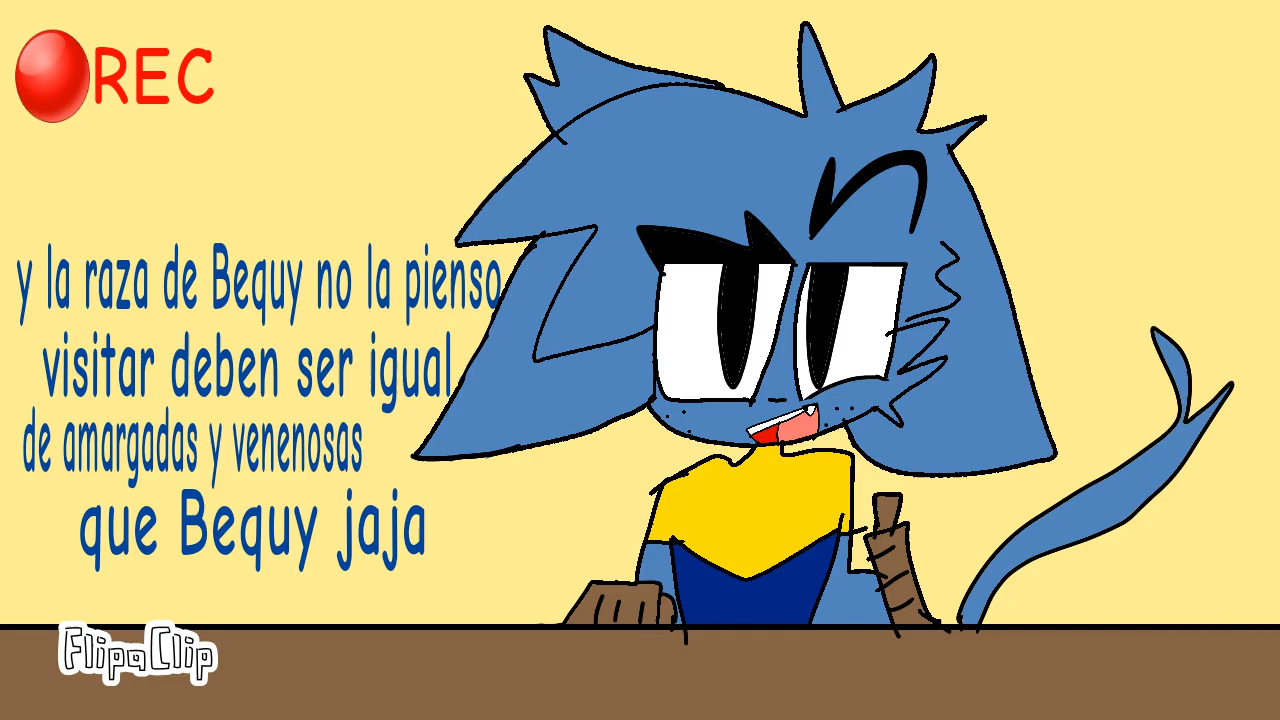 REC
y la raza de Bequy no la pienso
visitar deben ser igual
de amargadas y venenosas
que Bequy jaja
FlipaClip